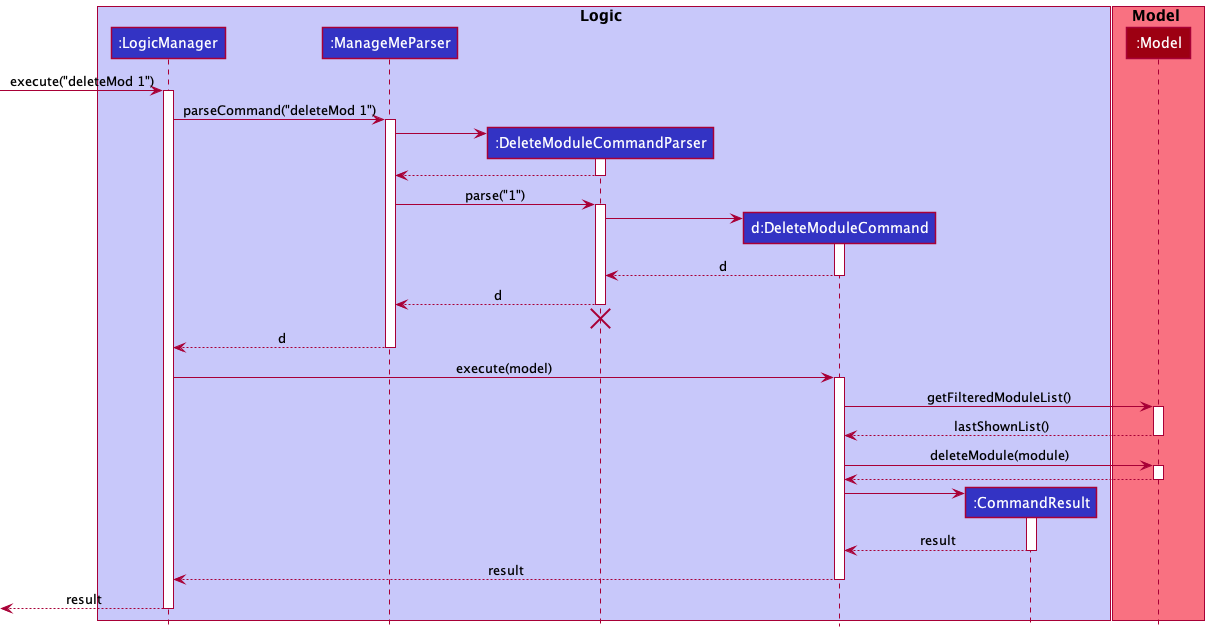 Logic
Model
:LogicManager
:ManageMeParser
:Model
execute("deleteMod 1")
parseCommand("deleteMod 1")
:DeleteModuleCommandParser
parse("1")
d:DeleteModuleCommand
d
d
d
execute(model)
getFilteredModuleList()
lastShownList()
deleteModule(module)
:CommandResult
result
result
result